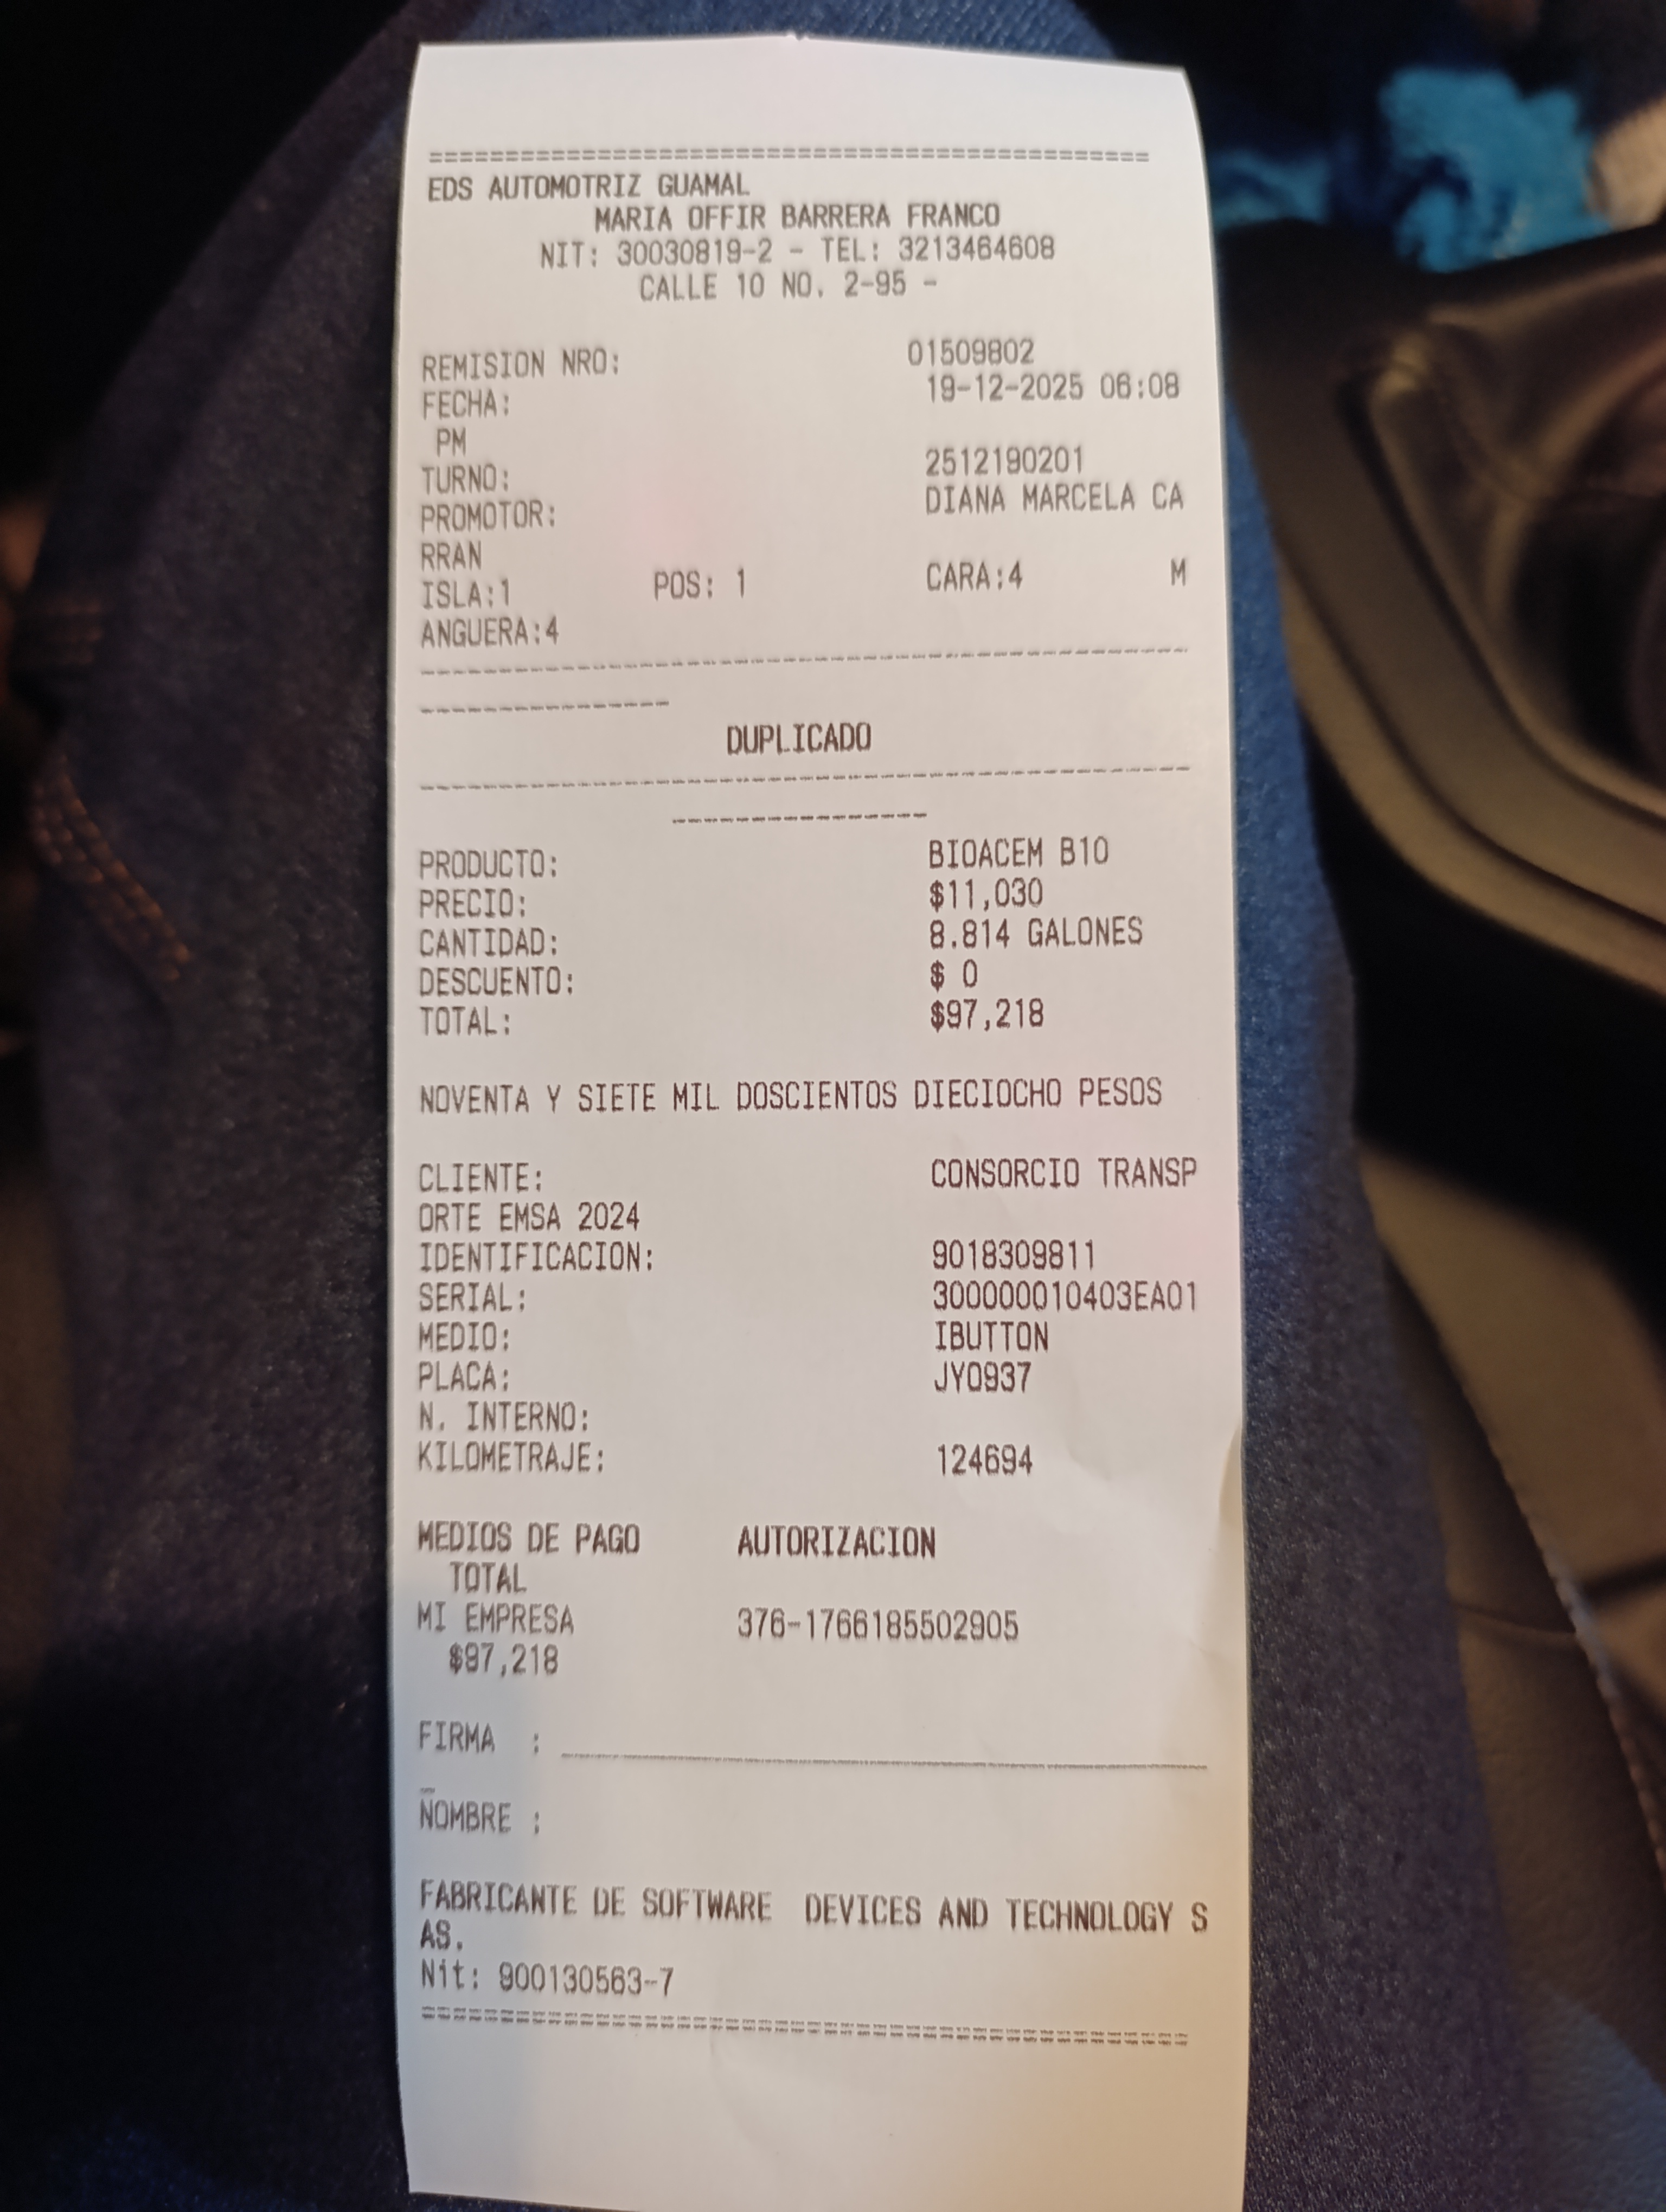 ==============================================
EDS AUTOMOTRIZ GUAMAL
MARIA OFFIR BARRERA FRANCO
NIT: 30030819-2 - TEL: 3213464608
CALLE 10 NO. 2-95 -
REMISION NRO: 01509802
FECHA: 19-12-2025 06:08
PM
TURNO: 2512190201
PROMOTOR: DIANA MARCELA CA
RRAN
ISLA:1 POS: 1 CARA:4 M
ANGUERA:4
------------------------------------------------
----------------
DUPLICADO
------------------------------------------------
----------------
PRODUCTO: BIOACEM B10
PRECIO: $11,030
CANTIDAD: 8.814 GALONES
DESCUENTO: $ 0
TOTAL: $97,218
NOVENTA Y SIETE MIL DOSCIENTOS DIECIOCHO PESOS
CLIENTE: CONSORCIO TRANSP
ORTE EMSA 2024
IDENTIFICACION: 9018309811
SERIAL: 300000010403EA01
MEDIO: IBUTTON
PLACA: JYO937
N. INTERNO:
KILOMETRAJE: 124694
MEDIOS DE PAGO AUTORIZACION
TOTAL
MI EMPRESA 376-1766185502905
$97,218
FIRMA : ________________________________________
_
NOMBRE :
FABRICANTE DE SOFTWARE DEVICES AND TECHNOLOGY S
AS.
Nit: 900130563-7
================================================